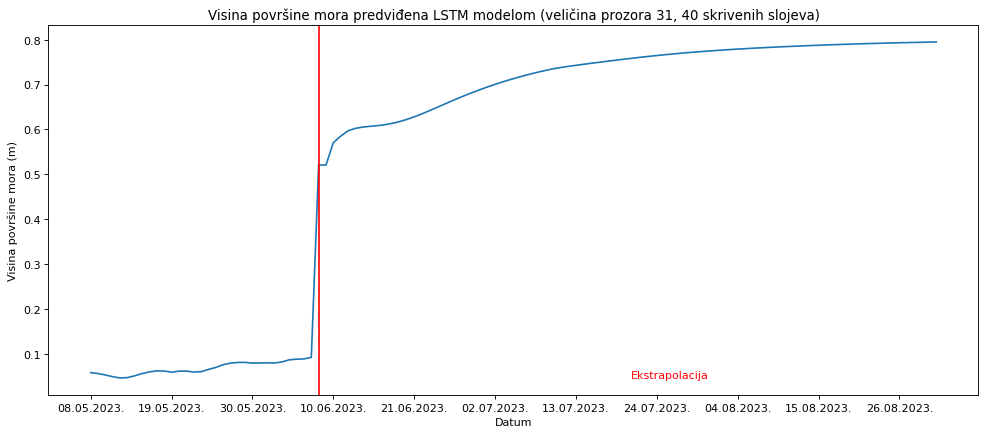 Visina površine mora predviđena LSTM modelom (veličina prozora 31, 40 skrivenih slojeva)
Visina površine mora (m)
0.8
0.7
0.6
0.5
0.4
0.3
0.2
0.1
Ekstrapolacija
08.05.2023. 19.05.2023. 30.05.2023. 10.06.2023. 21.06.2023. 02.07.2023. 13.07.2023. 24.07.2023. 04.08.2023. 15.08.2023. 26.08.2023.
Datum